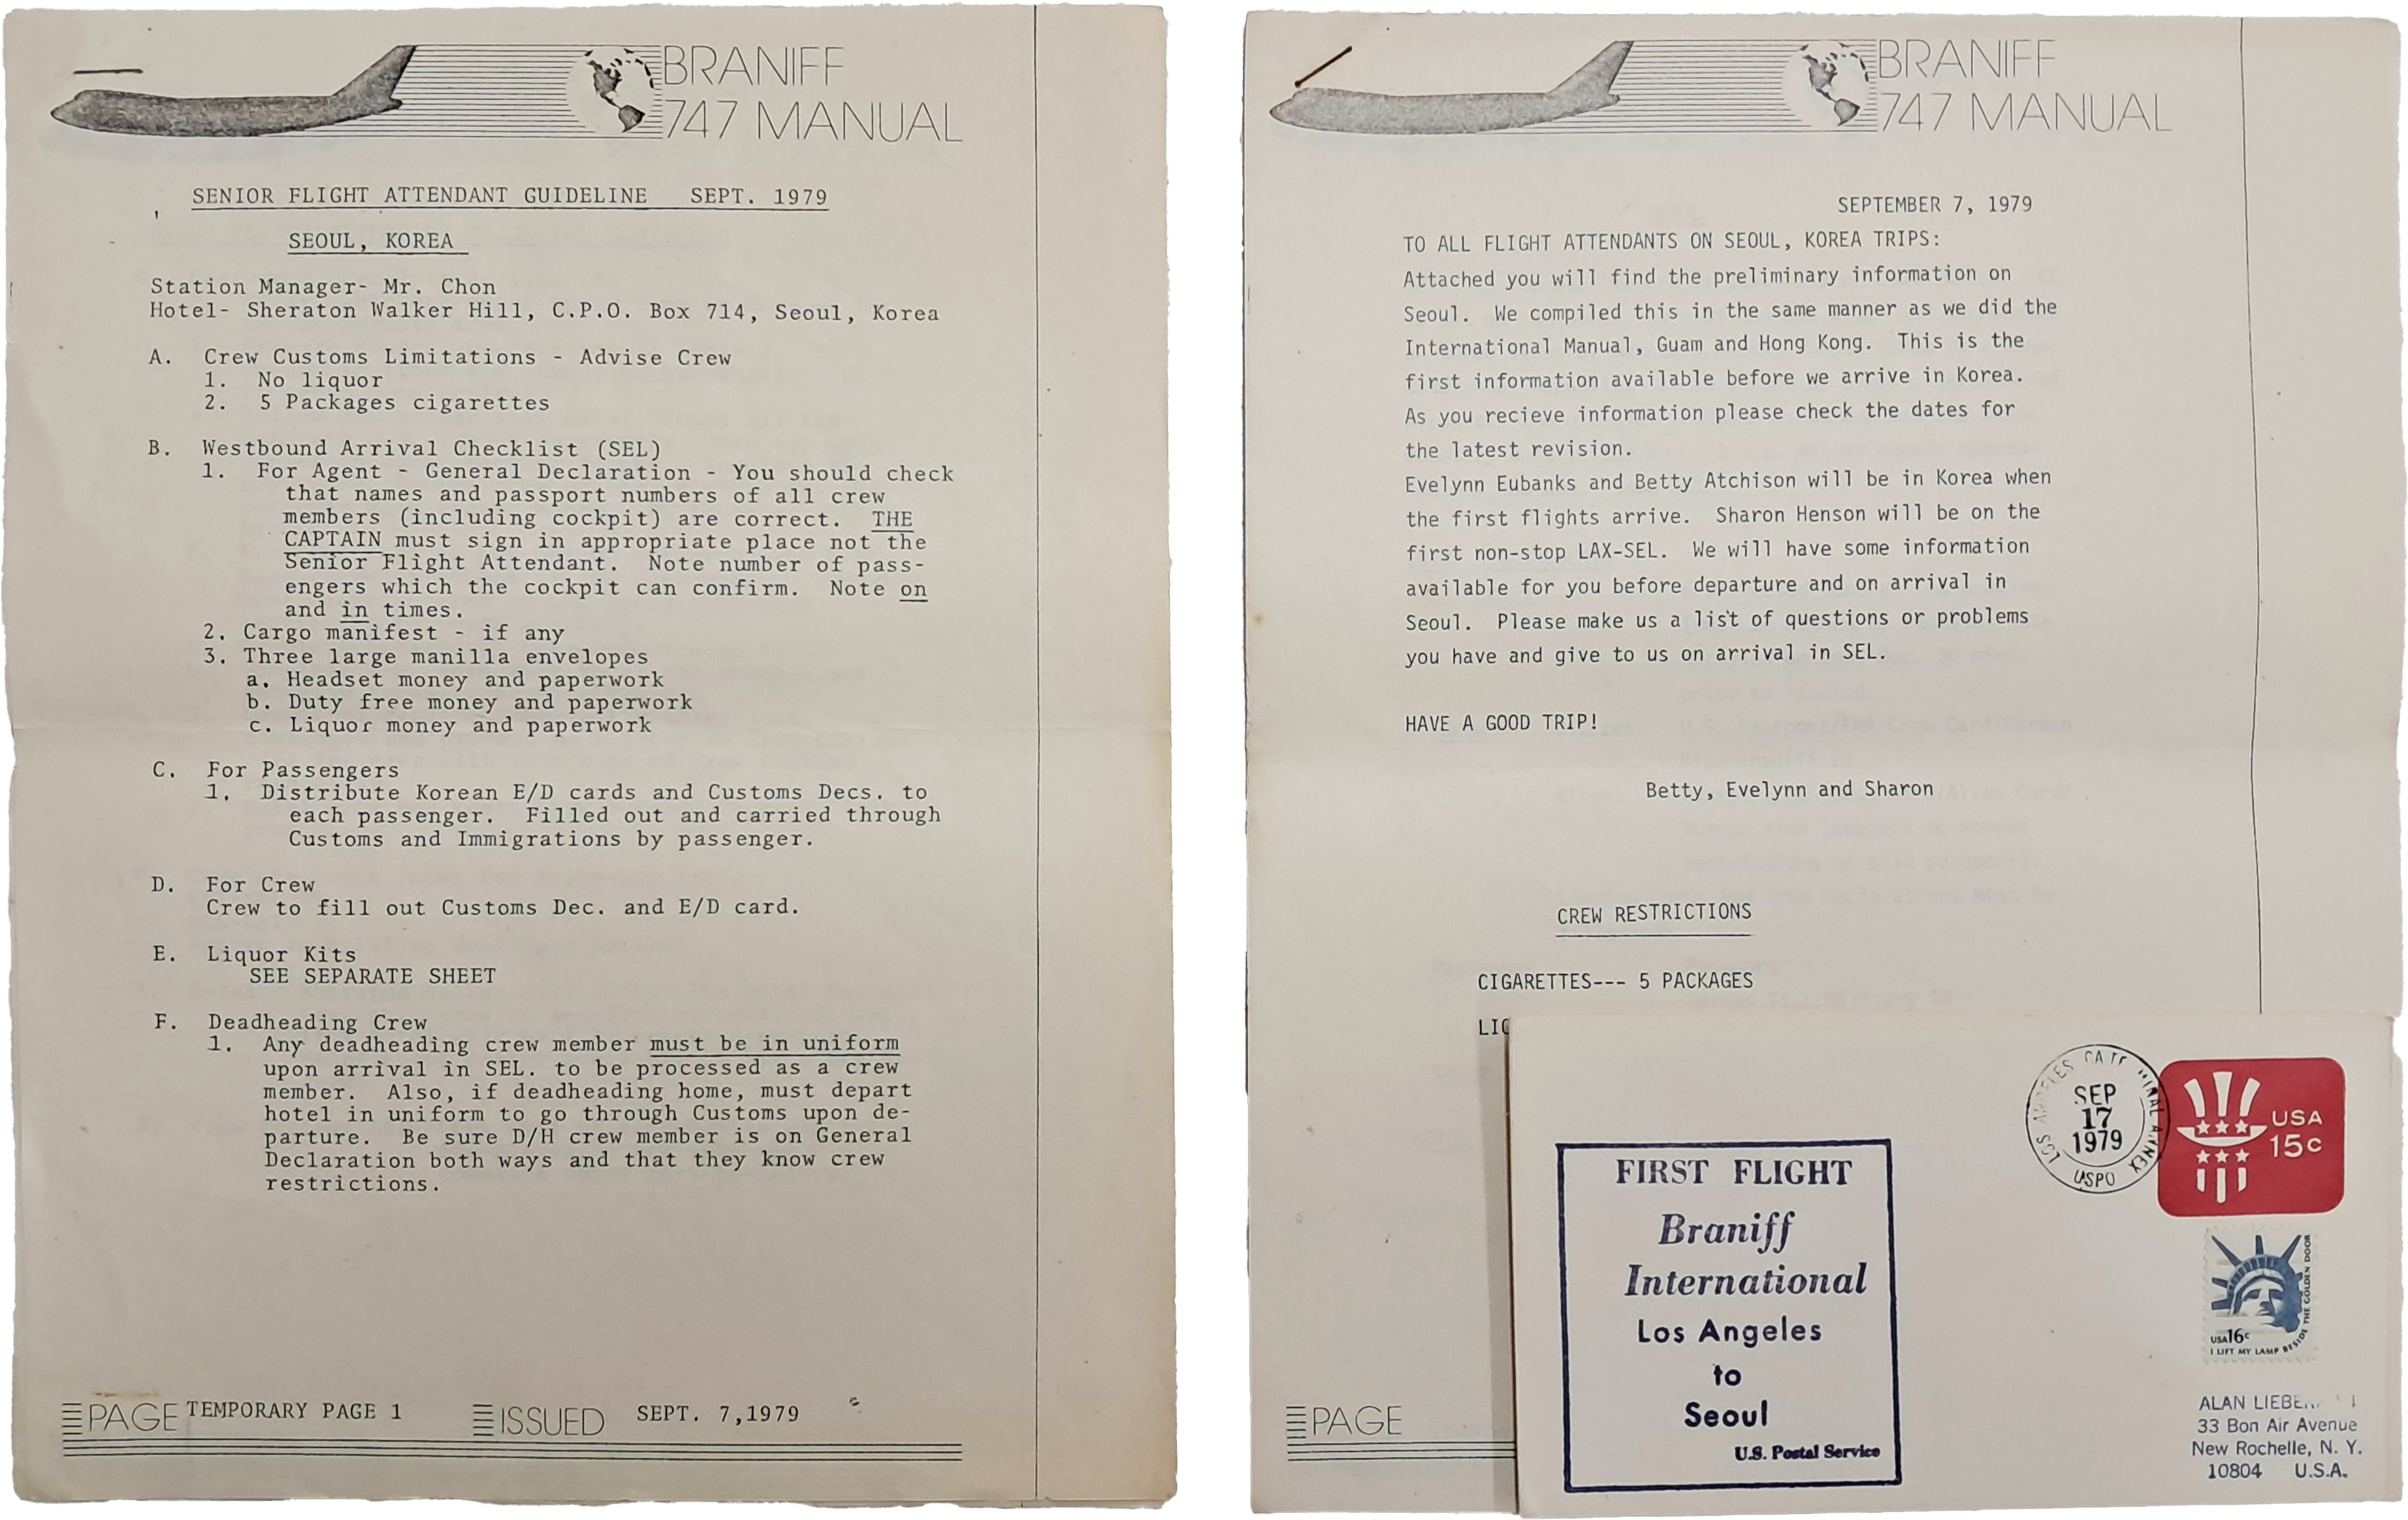 BRANIFF
747 MANUAL
SENIOR FLIGHT ATTENDANT GUIDELINE SEPT. 1979
SEOUL, KOREA
Station Manager- Mr. Chon
Hotel- Sheraton Walker Hill, C.P.O. Box 714, Seoul, Korea
A. Crew Customs Limitations - Advise Crew
1. No liquor
2. 5 Packages cigarettes
B. Westbound Arrival Checklist (SEL)
1. For Agent - General Declaration - You should check
that names and passport numbers of all crew
members (including cockpit) are correct. THE
CAPTAIN must sign in appropriate place not the
Senior Flight Attendant. Note number of pass-
engers which the cockpit can confirm. Note on
and in times.
2. Cargo manifest - if any
3. Three large manilla envelopes
a. Headset money and paperwork
b. Duty free money and paperwork
c. Liquor money and paperwork
C. For Passengers
1. Distribute Korean E/D cards and Customs Decs. to
each passenger. Filled out and carried through
Customs and Immigrations by passenger.
D. For Crew
Crew to fill out Customs Dec. and E/D card.
E. Liquor Kits
SEE SEPARATE SHEET
F. Deadheading Crew
1. Any deadheading crew member must be in uniform
upon arrival in SEL. to be processed as a crew
member. Also, if deadheading home, must depart
hotel in uniform to go through Customs upon de-
parture. Be sure D/H crew member is on General
Declaration both ways and that they know crew
restrictions.
PAGE TEMPORARY PAGE 1 ISSUED SEPT. 7,1979
BRANIFF
747 MANUAL
SEPTEMBER 7, 1979
TO ALL FLIGHT ATTENDANTS ON SEOUL, KOREA TRIPS:
Attached you will find the preliminary information on
Seoul. We compiled this in the same manner as we did the
International Manual, Guam and Hong Kong. This is the
first information available before we arrive in Korea.
As you recieve information please check the dates for
the latest revision.
Evelynn Eubanks and Betty Atchison will be in Korea when
the first flights arrive. Sharon Henson will be on the
first non-stop LAX-SEL. We will have some information
available for you before departure and on arrival in
Seoul. Please make us a list of questions or problems
you have and give to us on arrival in SEL.
HAVE A GOOD TRIP!
Betty, Evelynn and Sharon
CREW RESTRICTIONS
CIGARETTES--- 5 PACKAGES
PAGE
LOS ANGELES
SEP
17
1979
USPO
USA
15c
USA 16c
I LIFT MY LAMP BESIDE THE GOLDEN DOOR
FIRST FLIGHT
Braniff
International
Los Angeles
to
Seoul
U.S. Postal Service
ALAN
33 Bon Air Avenue
New Rochelle, N. Y.
10804 U.S.A.